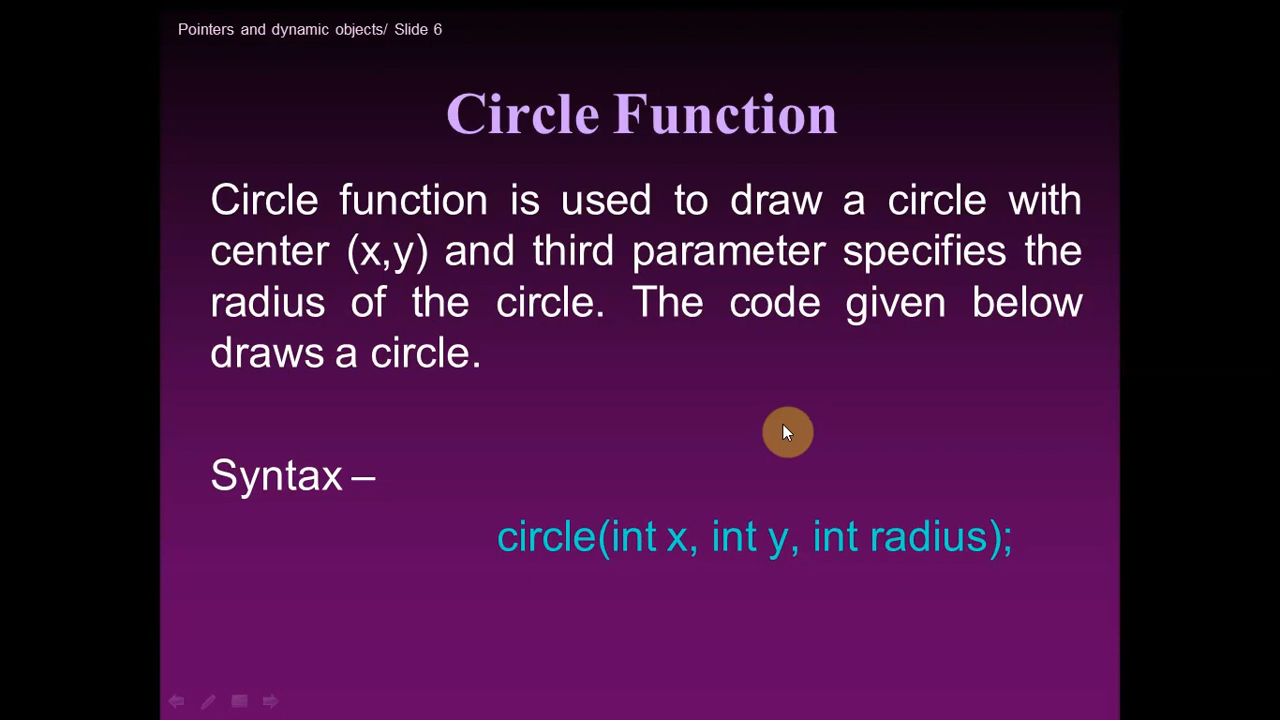 Pointers and dynamic objects/ Slide 6
Circle Function
Circle function is used to draw a circle with
center (x,y) and third parameter specifies the
radius of the circle. The code given below
draws a circle.
Syntax –
circle(int x, int y, int radius);